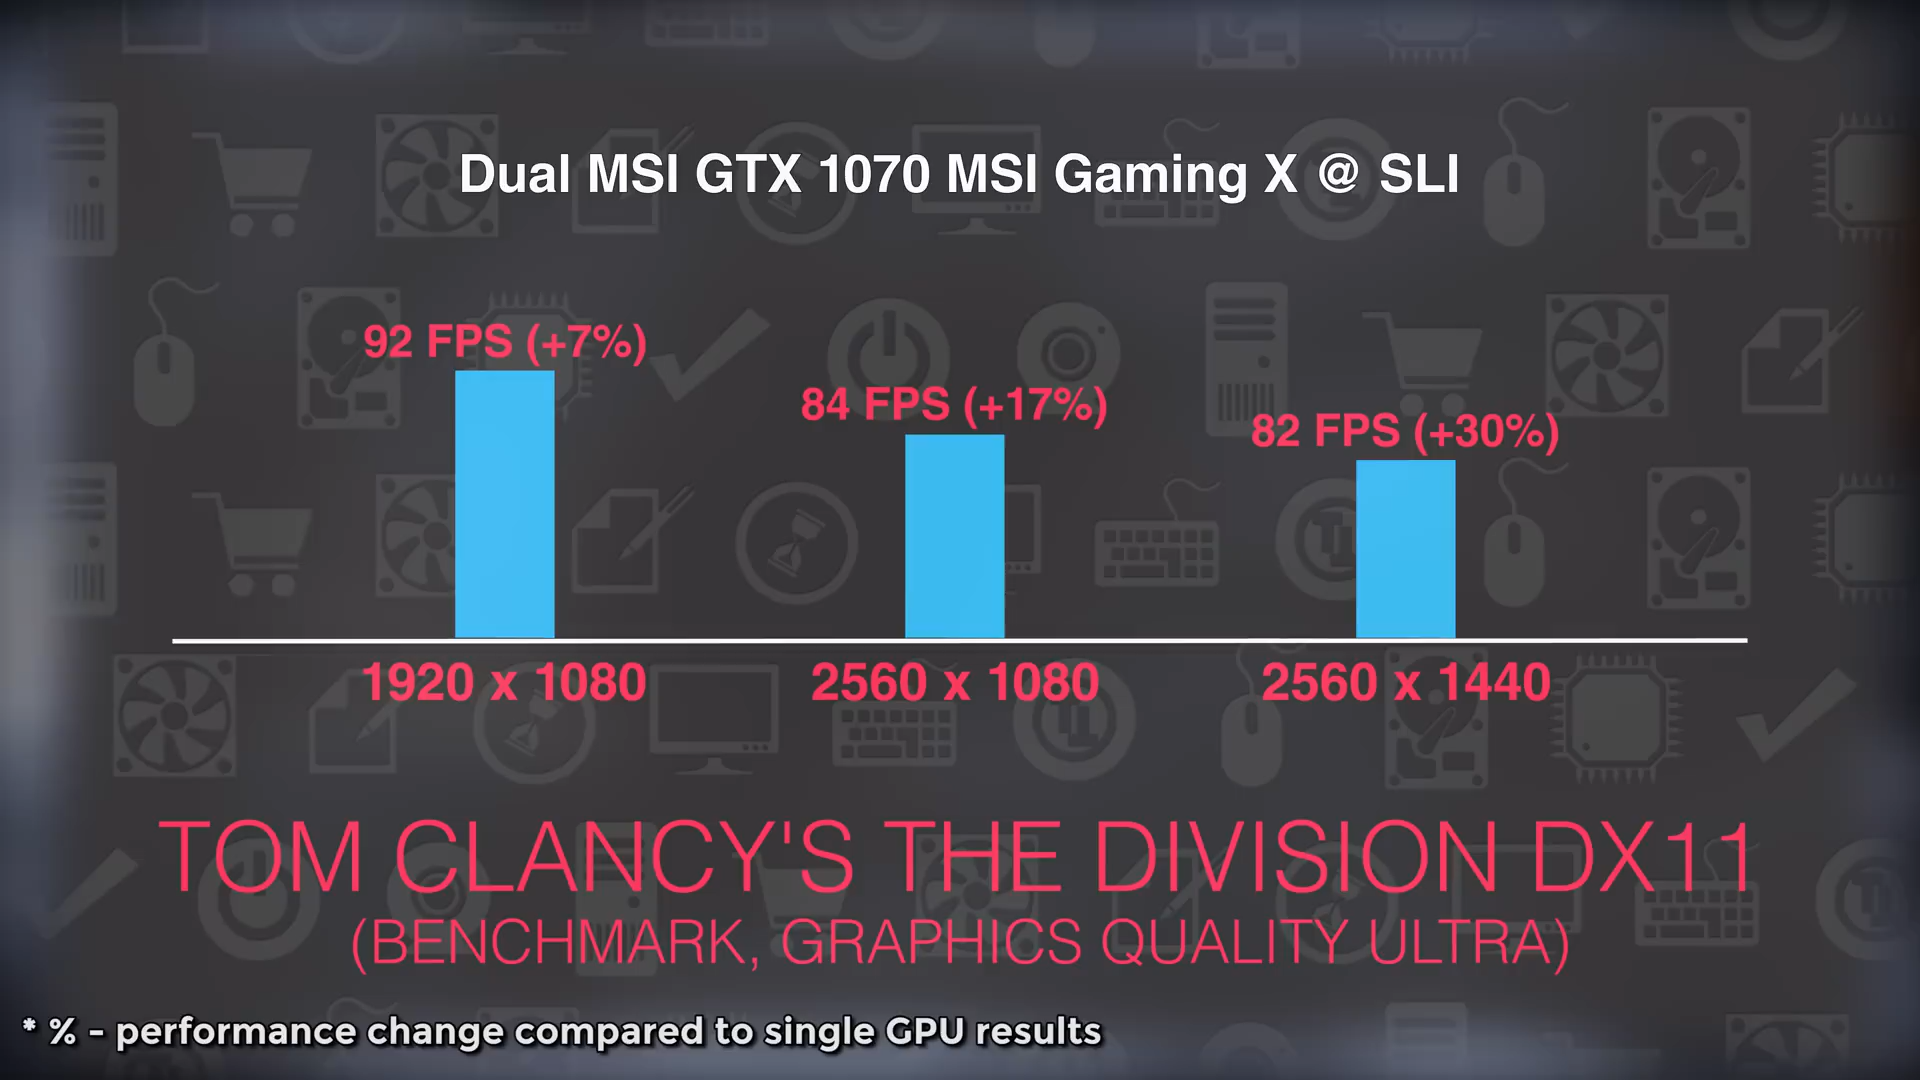 Dual MSI GTX 1070 MSI Gaming X @ SLI
92 FPS (+7%)
84 FPS (+17%)
82 FPS (+30%)
1920 x 1080
2560 x 1080
2560 x 1440
TOM CLANCY'S THE DIVISION DX11
(BENCHMARK, GRAPHICS QUALITY ULTRA)
* % - performance change compared to single GPU results